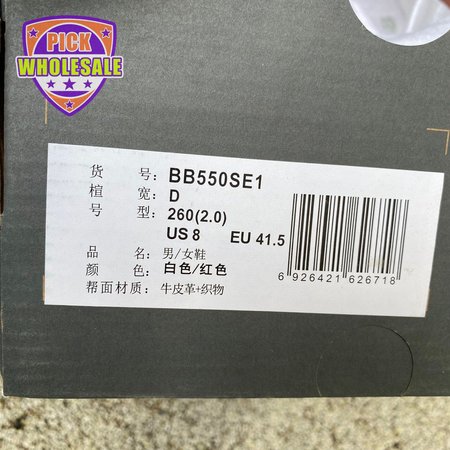 PICK
WHOLESALE
货 号: BB550SE1
楦 宽: D
号 型: 260(2.0)
US 8 EU 41.5
品 名: 男/女鞋
颜 色: 白色/红色
帮面材质: 牛皮革+织物
6 926421 626718